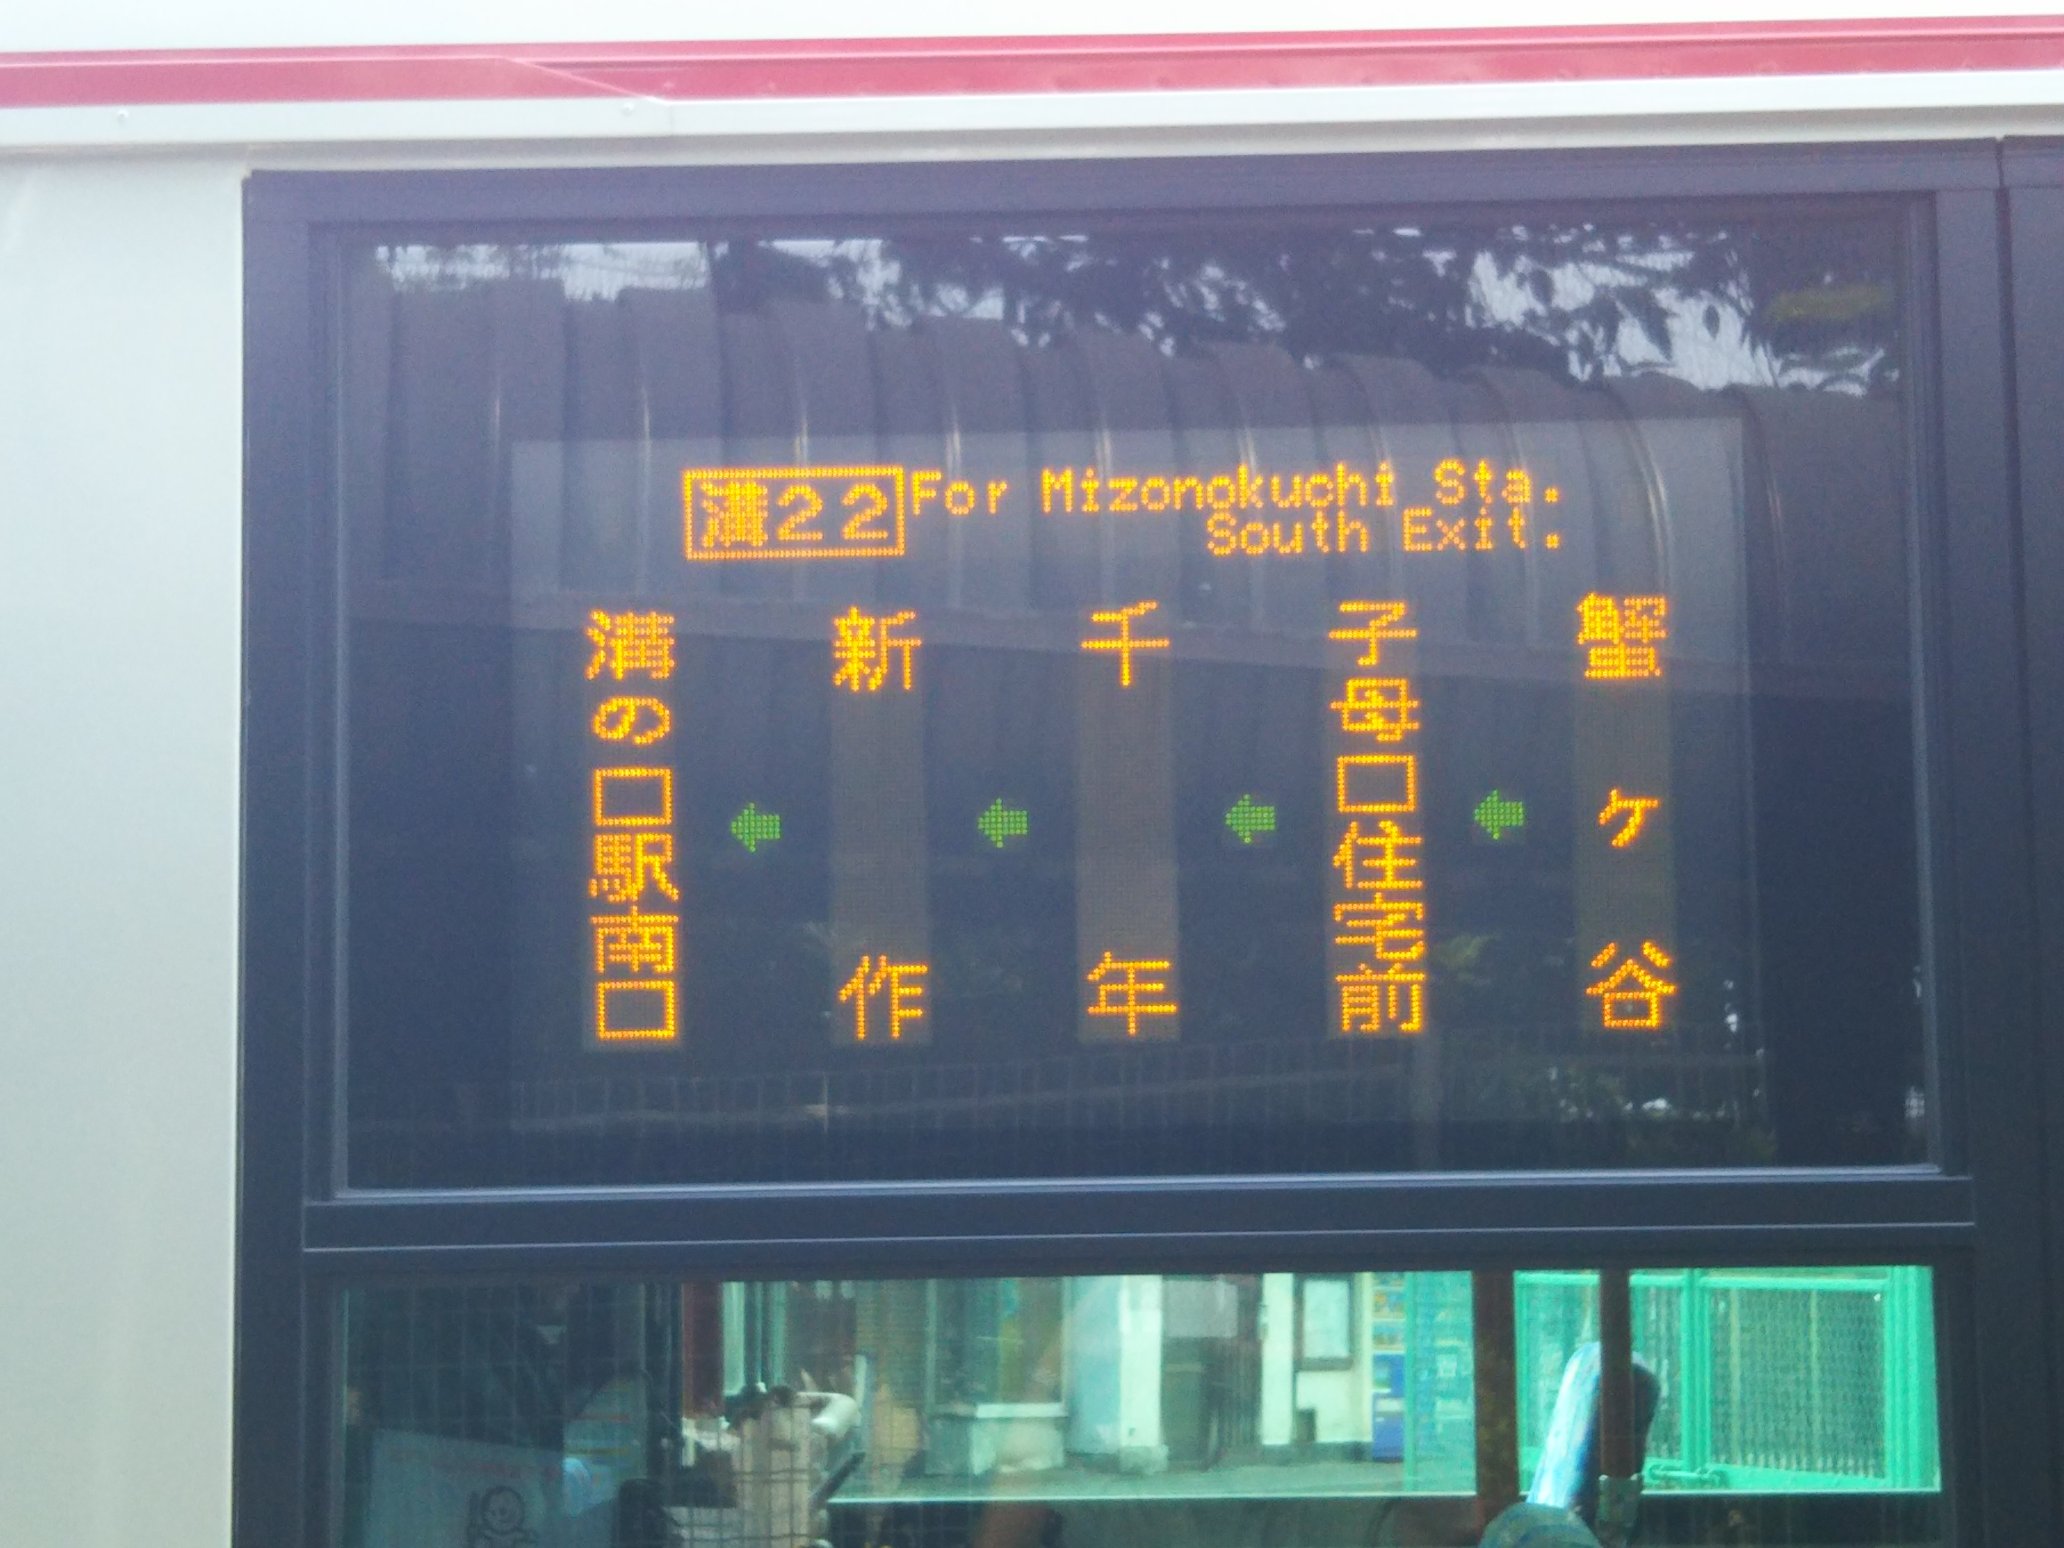 溝22 For Mizonokuchi Sta.
South Exit.
蟹ヶ谷
←
子母口住宅前
←
千年
←
新作
←
溝の口駅南口